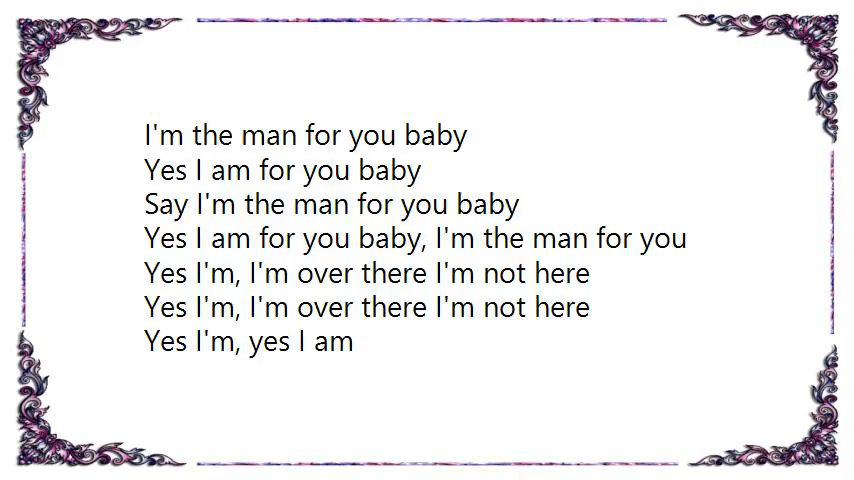 I'm the man for you baby
Yes I am for you baby
Say I'm the man for you baby
Yes I am for you baby, I'm the man for you
Yes I'm, I'm over there I'm not here
Yes I'm, I'm over there I'm not here
Yes I'm, yes I am